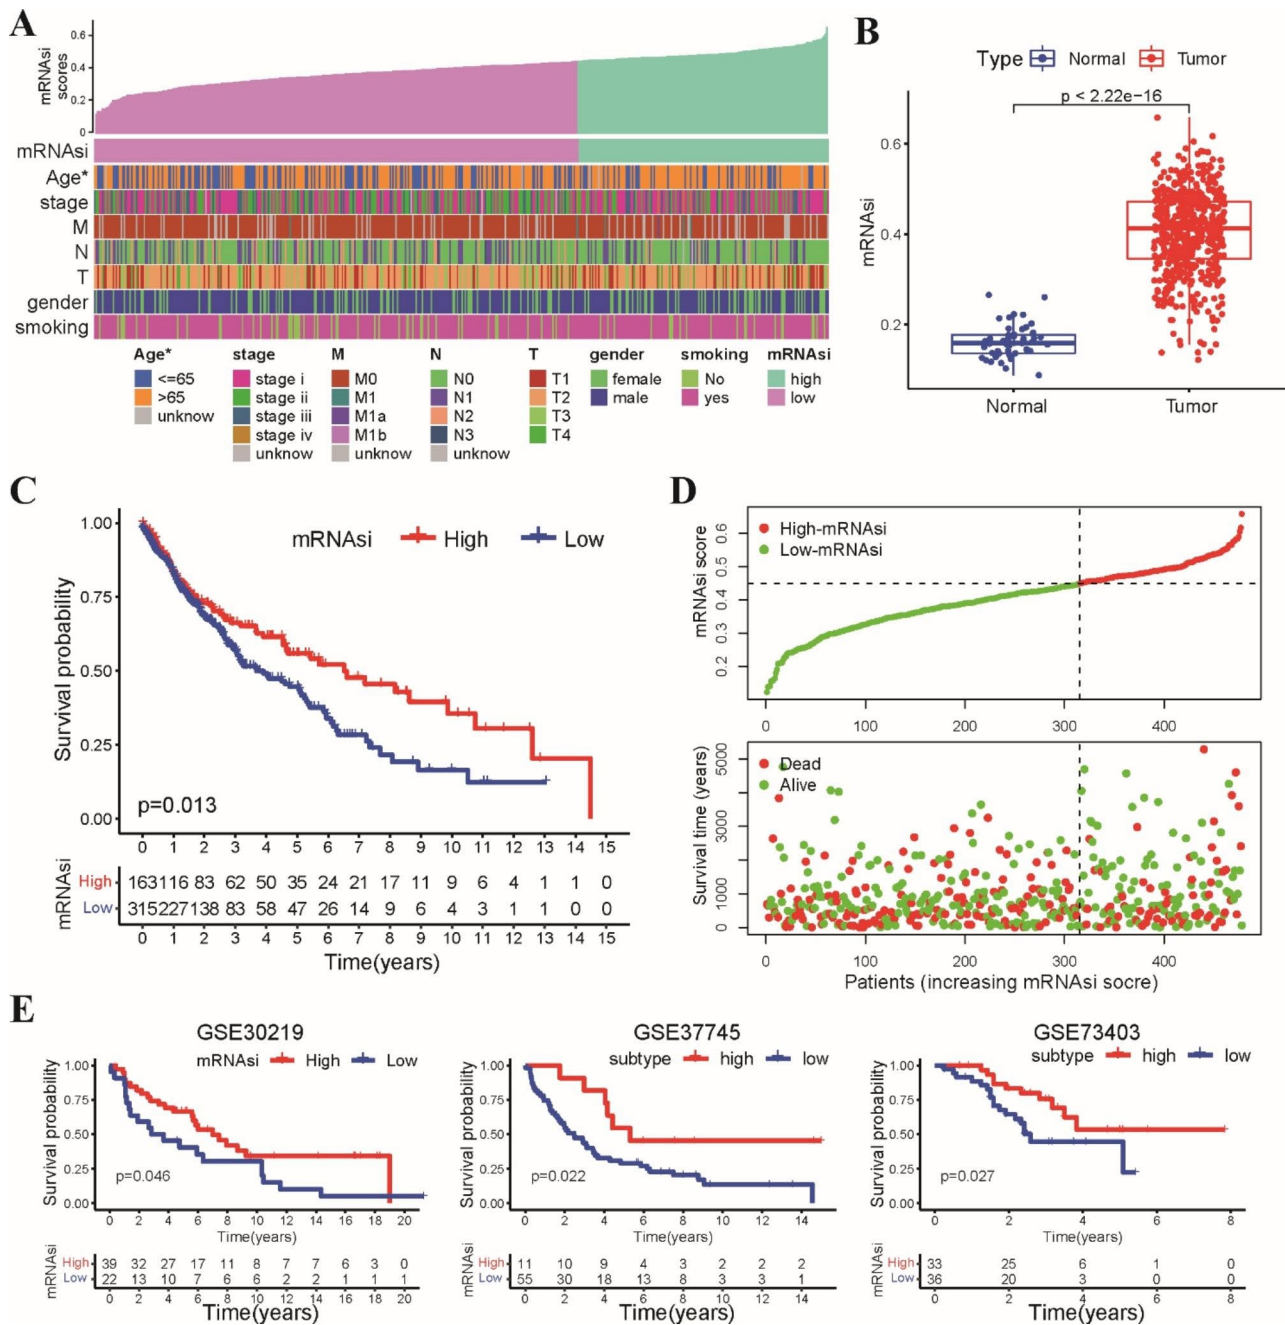 A
mRNAsi scores
0.6
0.4
0.2
0
mRNAsi
Age*
stage
M
N
T
gender
smoking
Age* stage M N T gender smoking mRNAsi
<=65 stage i M0 N0 T1 female No high
>65 stage ii M1 N1 T2 male yes low
unknow stage iii M1a N2 T3
stage iv M1b N3 T4
unknow unknow unknow
B
Type Normal Tumor
p < 2.22e−16
mRNAsi
0.6
0.4
0.2
Normal Tumor
C
mRNAsi High Low
Survival probability
1.00
0.75
0.50
0.25
0.00
p=0.013
0 1 2 3 4 5 6 7 8 9 10 11 12 13 14 15
mRNAsi
High 163 116 83 62 50 35 24 21 17 11 9 6 4 1 1 0
Low 315 227 138 83 58 47 26 14 9 6 4 3 1 1 0 0
0 1 2 3 4 5 6 7 8 9 10 11 12 13 14 15
Time(years)
D
High-mRNAsi
Low-mRNAsi
mRNAsi score
0.6
0.5
0.4
0.3
0.2
0 100 200 300 400
Dead
Alive
Survival time (years)
5000
3000
1000
0
0 100 200 300 400
Patients (increasing mRNAsi socre)
E
GSE30219
mRNAsi High Low
Survival probability
1.00
0.75
0.50
0.25
0.00
p=0.046
0 2 4 6 8 10 12 14 16 18 20
Time(years)
mRNAsi
High 39 32 27 17 11 8 7 7 6 3 0
Low 22 13 10 7 6 6 2 2 1 1 1
0 2 4 6 8 10 12 14 16 18 20
Time(years)
GSE37745
subtype high low
Survival probability
1.00
0.75
0.50
0.25
0.00
p=0.022
0 2 4 6 8 10 12 14
Time(years)
mRNAsi
High 11 10 9 4 3 2 2 2
Low 55 30 18 13 8 3 3 1
0 2 4 6 8 10 12 14
Time(years)
GSE73403
subtype high low
Survival probability
1.00
0.75
0.50
0.25
0.00
p=0.027
0 2 4 6 8
Time(years)
mRNAsi
High 33 25 6 1 0
Low 36 20 3 0 0
0 2 4 6 8
Time(years)